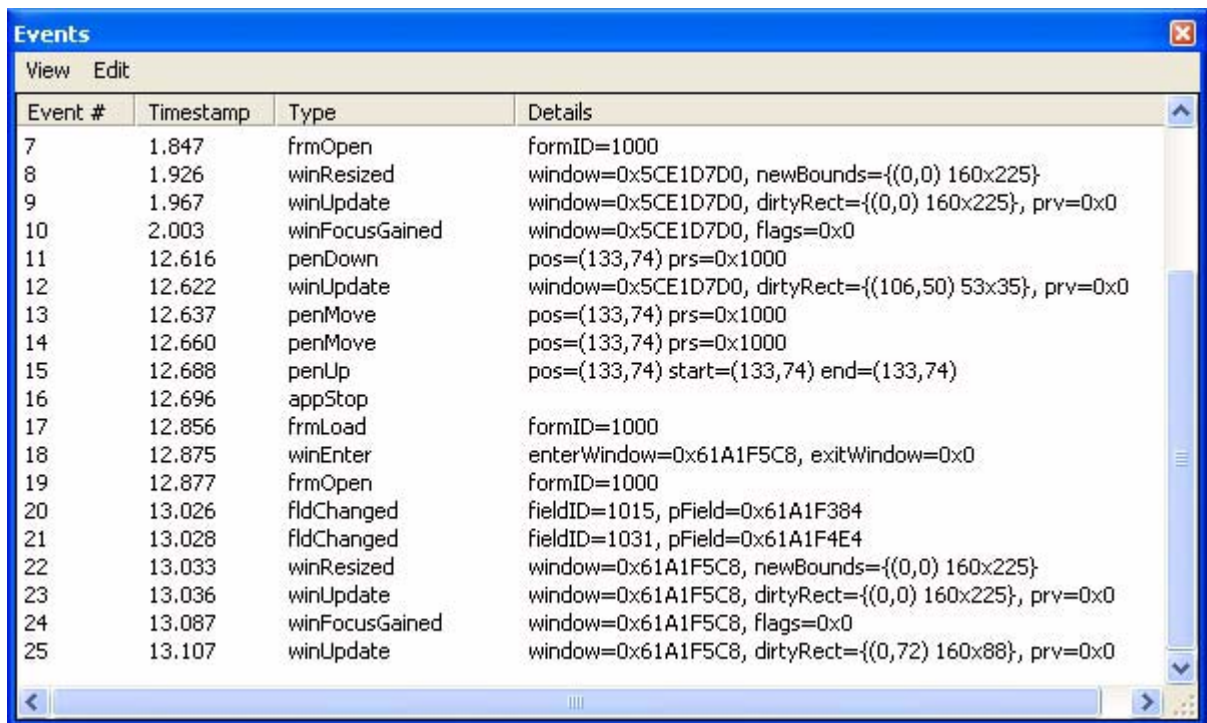 Events
View Edit
Event # Timestamp Type Details
7 1.847 frmOpen formID=1000
8 1.926 winResized window=0x5CE1D7D0, newBounds={(0,0) 160x225}
9 1.967 winUpdate window=0x5CE1D7D0, dirtyRect={(0,0) 160x225}, prv=0x0
10 2.003 winFocusGained window=0x5CE1D7D0, flags=0x0
11 12.616 penDown pos=(133,74) prs=0x1000
12 12.622 winUpdate window=0x5CE1D7D0, dirtyRect={(106,50) 53x35}, prv=0x0
13 12.637 penMove pos=(133,74) prs=0x1000
14 12.660 penMove pos=(133,74) prs=0x1000
15 12.688 penUp pos=(133,74) start=(133,74) end=(133,74)
16 12.696 appStop
17 12.856 frmLoad formID=1000
18 12.875 winEnter enterWindow=0x61A1F5C8, exitWindow=0x0
19 12.877 frmOpen formID=1000
20 13.026 fldChanged fieldID=1015, pField=0x61A1F384
21 13.028 fldChanged fieldID=1031, pField=0x61A1F4E4
22 13.033 winResized window=0x61A1F5C8, newBounds={(0,0) 160x225}
23 13.036 winUpdate window=0x61A1F5C8, dirtyRect={(0,0) 160x225}, prv=0x0
24 13.087 winFocusGained window=0x61A1F5C8, flags=0x0
25 13.107 winUpdate window=0x61A1F5C8, dirtyRect={(0,72) 160x88}, prv=0x0